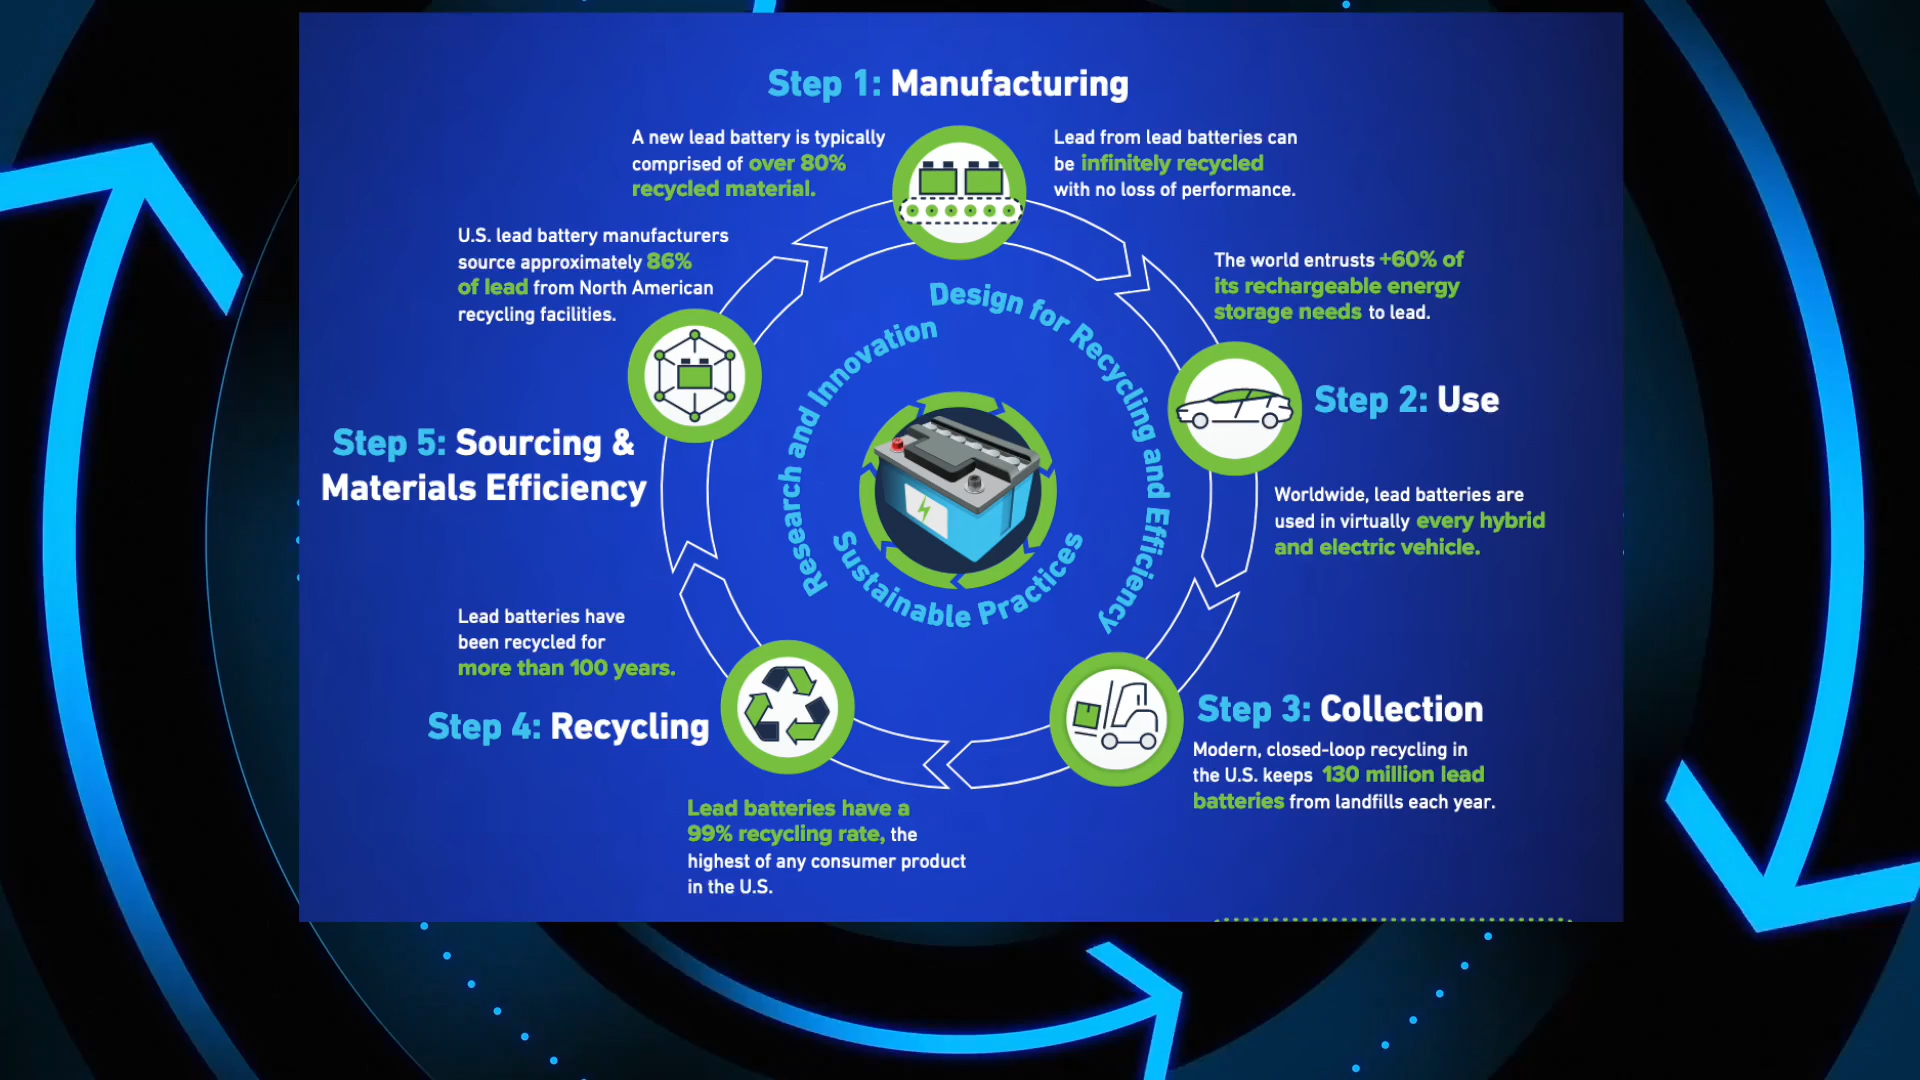 Step 1: Manufacturing
A new lead battery is typically
comprised of over 80%
recycled material.
Lead from lead batteries can
be infinitely recycled
with no loss of performance.
The world entrusts +60% of
its rechargeable energy
storage needs to lead.
Step 2: Use
Worldwide, lead batteries are
used in virtually every hybrid
and electric vehicle.
Step 3: Collection
Modern, closed-loop recycling in
the U.S. keeps 130 million lead
batteries from landfills each year.
Step 4: Recycling
Lead batteries have
been recycled for
more than 100 years.
Lead batteries have a
99% recycling rate, the
highest of any consumer product
in the U.S.
Step 5: Sourcing &
Materials Efficiency
U.S. lead battery manufacturers
source approximately 86%
of lead from North American
recycling facilities.
Research and Innovation
Design for Recycling and Efficiency
Sustainable Practices